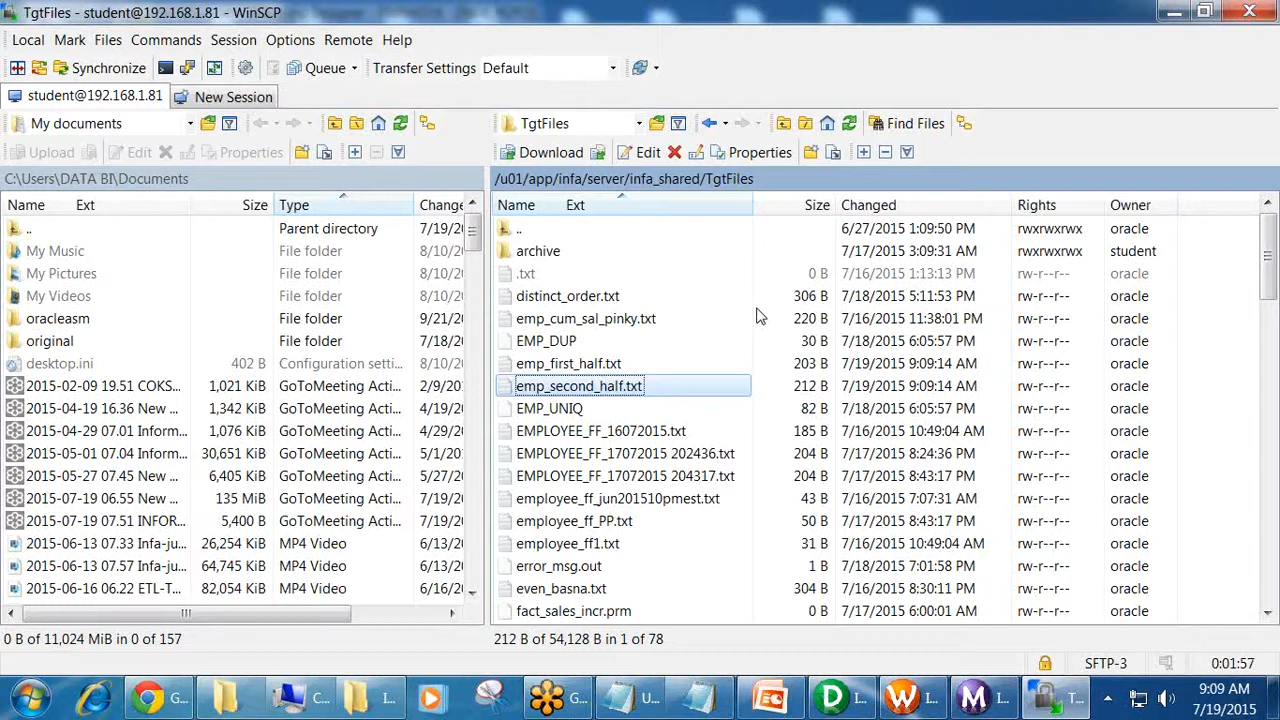 TgtFiles - student@192.168.1.81 - WinSCP
Local Mark Files Commands Session Options Remote Help
Synchronize Queue Transfer Settings Default
student@192.168.1.81 New Session
My documents TgtFiles Find Files
Upload Edit Properties Download Edit Properties
C:\Users\DATA BI\Documents /u01/app/infa/server/infa_shared/TgtFiles
Name Ext Size Type Change Name Ext Size Changed Rights Owner
.. Parent directory 7/19/20 .. 6/27/2015 1:09:50 PM rwxrwxrwx oracle
My Music File folder 8/10/ archive 7/17/2015 3:09:31 AM rwxrwxrwx student
My Pictures File folder 8/10/ .txt 0 B 7/16/2015 1:13:13 PM rw-r--r-- oracle
My Videos File folder 8/10/ distinct_order.txt 306 B 7/18/2015 5:11:53 PM rw-r--r-- oracle
oracleasm File folder 9/21/ emp_cum_sal_pinky.txt 220 B 7/16/2015 11:38:01 PM rw-r--r-- oracle
original File folder 7/18/ EMP_DUP 30 B 7/18/2015 6:05:57 PM rw-r--r-- oracle
desktop.ini 402 B Configuration setti... 8/10/ emp_first_half.txt 203 B 7/19/2015 9:09:14 AM rw-r--r-- oracle
2015-02-09 19.51 COKS... 1,021 KiB GoToMeeting Acti... 2/9/20 emp_second_half.txt 212 B 7/19/2015 9:09:14 AM rw-r--r-- oracle
2015-04-19 16.36 New ... 1,342 KiB GoToMeeting Acti... 4/19/ EMP_UNIQ 82 B 7/18/2015 6:05:57 PM rw-r--r-- oracle
2015-04-29 07.01 Inform... 1,076 KiB GoToMeeting Acti... 4/29/ EMPLOYEE_FF_16072015.txt 185 B 7/16/2015 10:49:04 AM rw-r--r-- oracle
2015-05-01 07.04 Inform... 30,651 KiB GoToMeeting Acti... 5/1/20 EMPLOYEE_FF_17072015 202436.txt 204 B 7/17/2015 8:24:36 PM rw-r--r-- oracle
2015-05-27 07.45 New ... 6,405 KiB GoToMeeting Acti... 5/27/ EMPLOYEE_FF_17072015 204317.txt 204 B 7/17/2015 8:43:17 PM rw-r--r-- oracle
2015-07-19 06.55 New ... 135 MiB GoToMeeting Acti... 7/19/ employee_ff_jun201510pmest.txt 43 B 7/16/2015 7:07:31 AM rw-r--r-- oracle
2015-07-19 07.51 INFOR... 5,400 B GoToMeeting Acti... 7/19/ employee_ff_PP.txt 50 B 7/17/2015 8:43:17 PM rw-r--r-- oracle
2015-06-13 07.33 Infa-ju... 26,254 KiB MP4 Video 6/13/ employee_ff1.txt 31 B 7/16/2015 10:49:04 AM rw-r--r-- oracle
2015-06-13 07.57 Infa-ju... 64,745 KiB MP4 Video 6/13/ error_msg.out 1 B 7/18/2015 7:01:58 PM rw-r--r-- oracle
2015-06-16 06.22 ETL-T... 82,054 KiB MP4 Video 6/16/ even_basna.txt 304 B 7/16/2015 8:30:11 PM rw-r--r-- oracle
fact_sales_incr.prm 0 B 7/17/2015 6:00:01 AM rw-r--r-- oracle
0 B of 11,024 MiB in 0 of 157 212 B of 54,128 B in 1 of 78
SFTP-3 0:01:57
G... C... I... G... U... I... I... I... T... 9:09 AM
7/19/2015